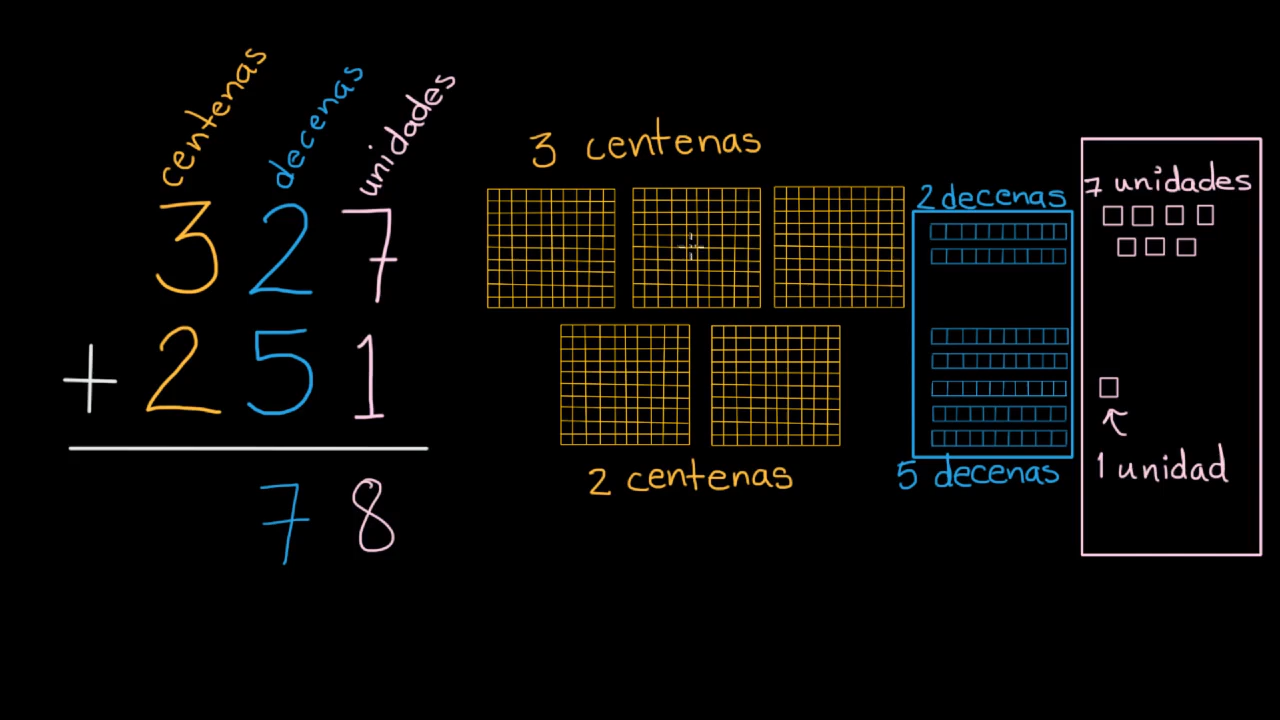 centenas decenas unidades
327
+ 251
78
3 centenas
2 centenas
2 decenas
5 decenas
7 unidades
1 unidad